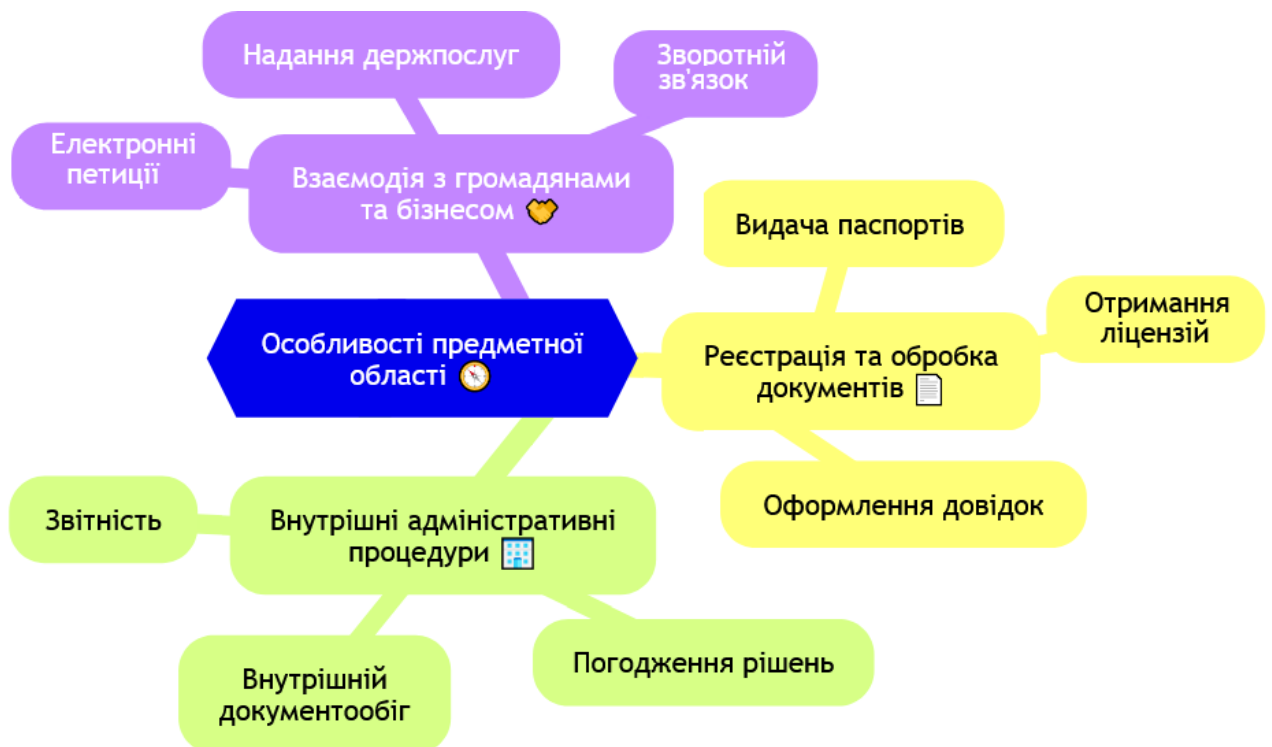 Надання держпослуг
Зворотній
зв'язок
Електронні
петиції
Взаємодія з громадянами
та бізнесом
Видача паспортів
Отримання
ліцензій
Особливості предметної
області
Реєстрація та обробка
документів
Оформлення довідок
Звітність
Внутрішні адміністративні
процедури
Погодження рішень
Внутрішній
документообіг